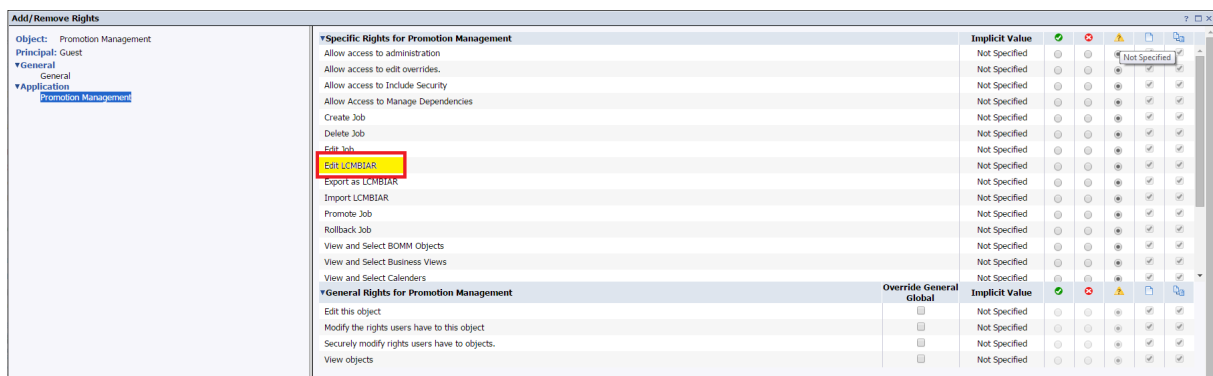 Add/Remove Rights ? 
Object: Promotion Management
Principal: Guest
General
General
Application
Promotion Management
Specific Rights for Promotion Management Implicit Value
Allow access to administration Not Specified
Not Specified
Allow access to edit overrides. Not Specified
Allow access to Include Security Not Specified
Allow Access to Manage Dependencies Not Specified
Create Job Not Specified
Delete Job Not Specified
Edit Job Not Specified
Edit LCMBIAR Not Specified
Export as LCMBIAR Not Specified
Import LCMBIAR Not Specified
Promote Job Not Specified
Rollback Job Not Specified
View and Select BOMM Objects Not Specified
View and Select Business Views Not Specified
View and Select Calenders Not Specified
General Rights for Promotion Management Override General Global Implicit Value
Edit this object Not Specified
Modify the rights users have to this object Not Specified
Securely modify rights users have to objects. Not Specified
View objects Not Specified